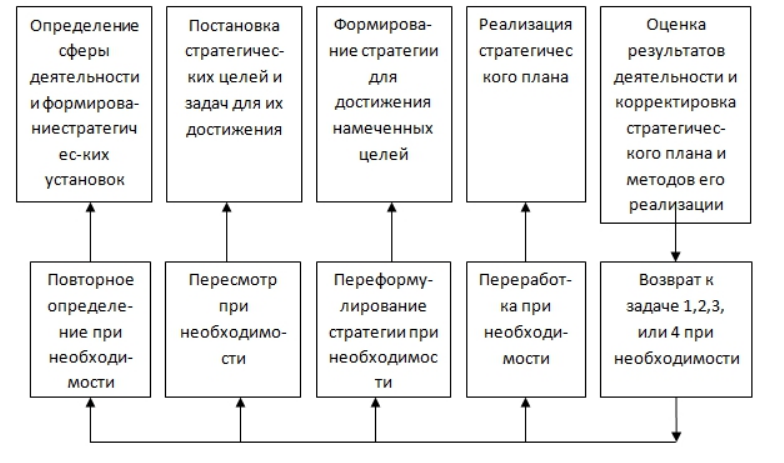 Определение
сферы
деятельности
и формирова-
ниестратегич
ес-ких
установок
Постановка
стратегичес-
ких целей и
задач для их
достижения
Формирова-
ние стратегии
для
достижения
намеченных
целей
Реализация
стратегичес
кого плана
Оценка
результатов
деятельности и
корректировка
стратегичес-
кого плана и
методов его
реализации
Повторное
определе-
ние при
необходи-
мости
Пересмотр
при
необходимо-
сти
Переформу-
лирование
стратегии при
необходимос
ти
Переработ-
ка при
необходи-
мости
Возврат к
задаче 1,2,3,
или 4 при
необходимости